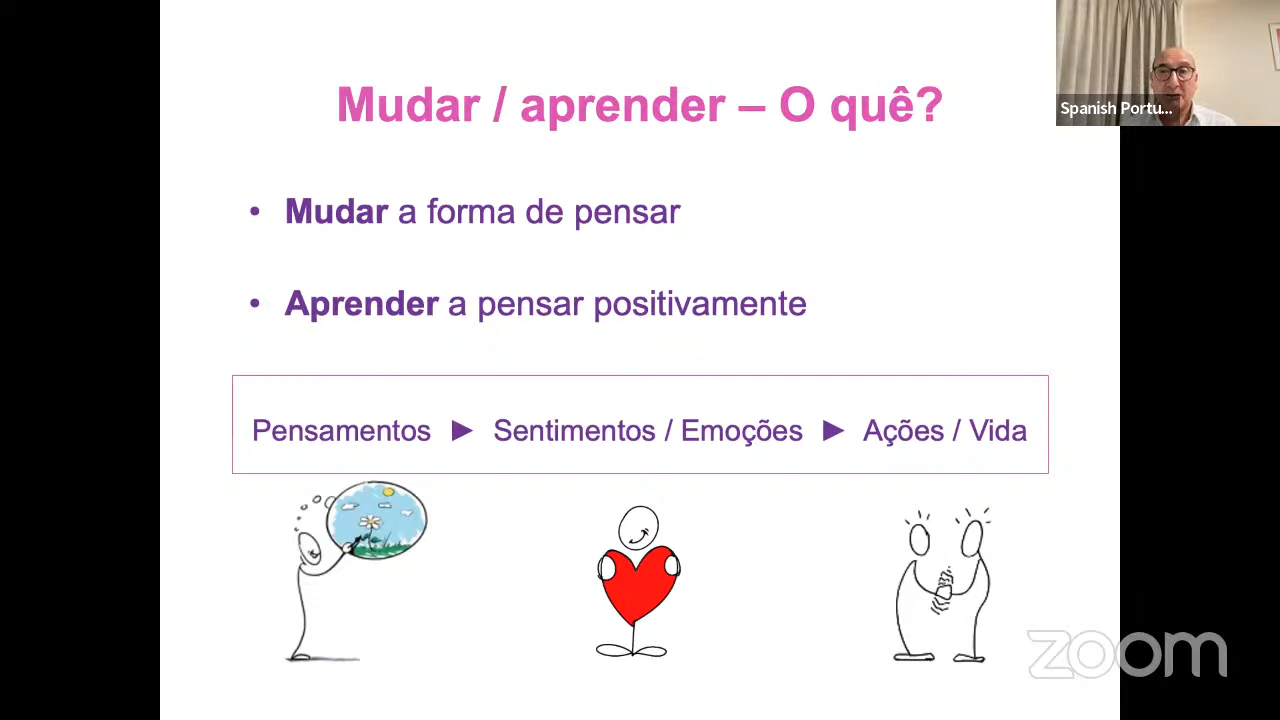 Mudar / aprender – O quê?
Spanish Portu...
• Mudar a forma de pensar
• Aprender a pensar positivamente
Pensamentos ► Sentimentos / Emoções ► Ações / Vida
zoom